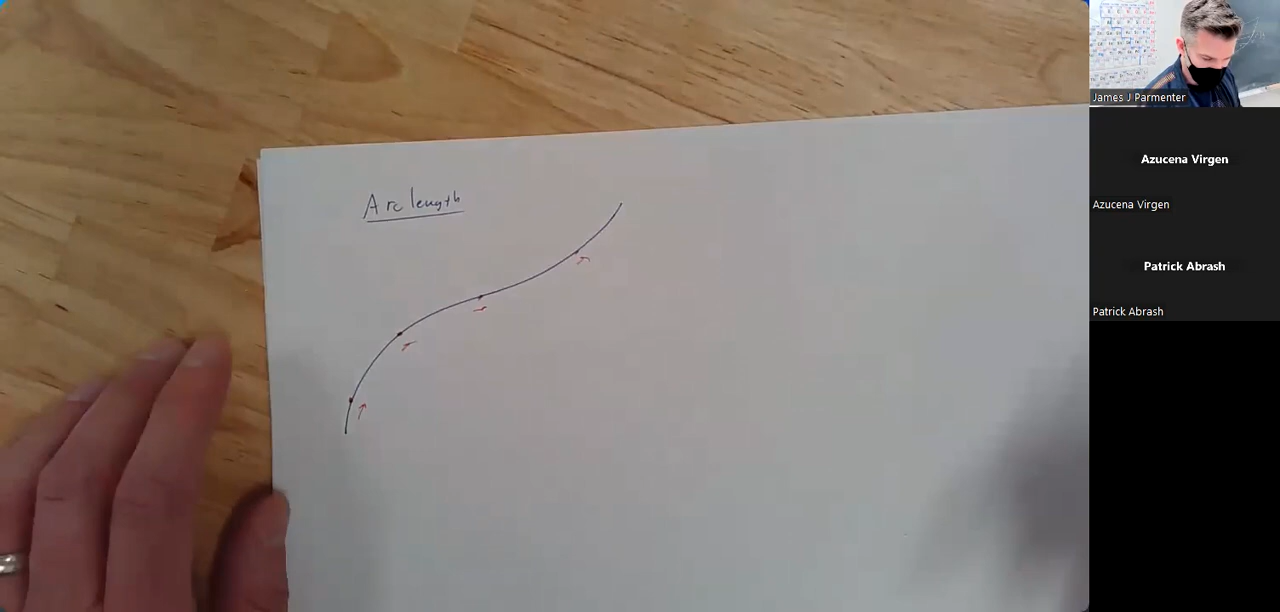 Arc length
James J Parmenter
Azucena Virgen
Azucena Virgen
Patrick Abrash
Patrick Abrash